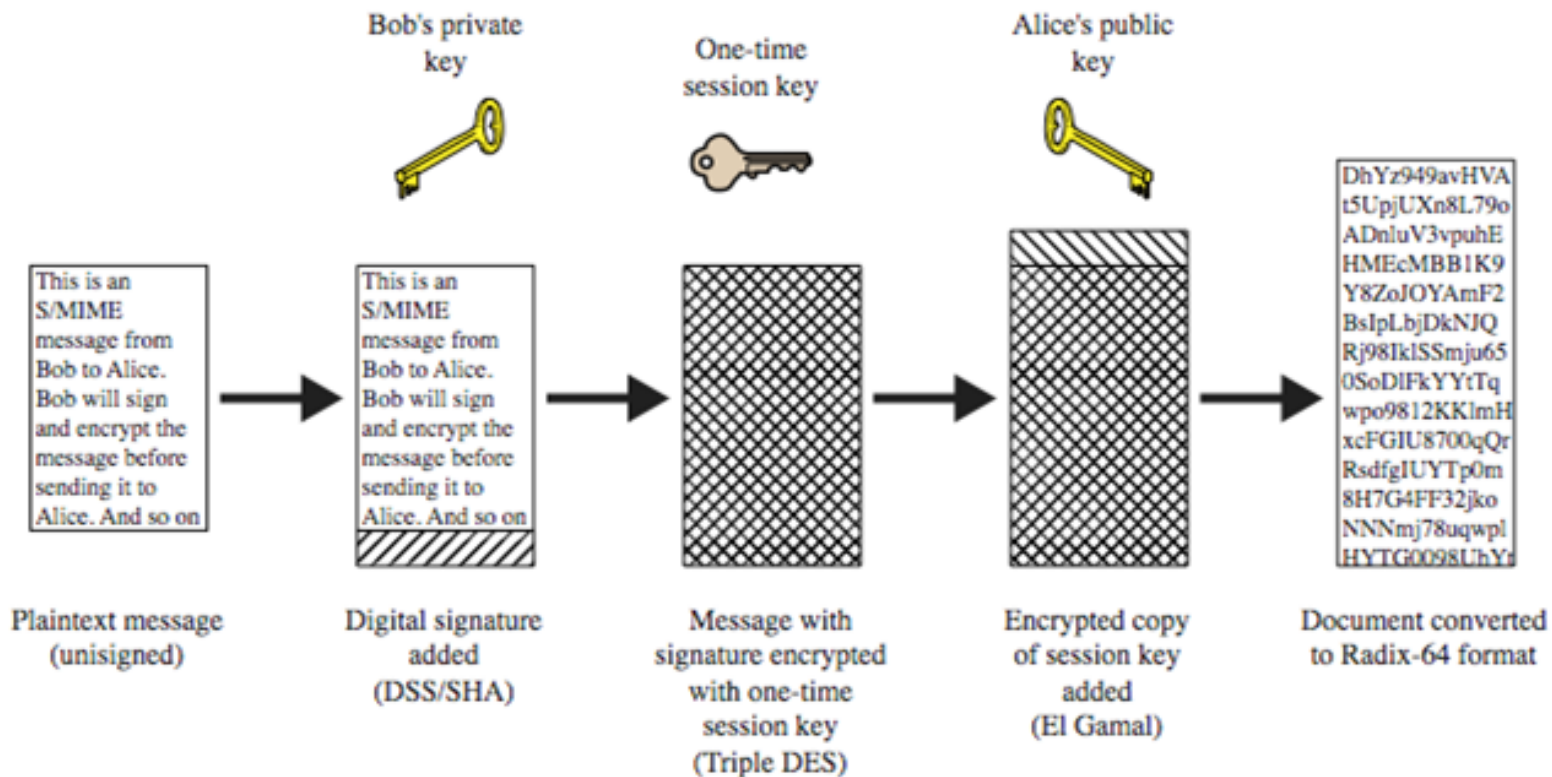 Bob's private
key
One-time
session key
Alice's public
key
This is an
S/MIME
message from
Bob to Alice.
Bob will sign
and encrypt the
message before
sending it to
Alice. And so on
This is an
S/MIME
message from
Bob to Alice.
Bob will sign
and encrypt the
message before
sending it to
Alice. And so on
DhYz949avHVA
t5UpjUXn8L79o
ADnluV3vpuhE
HMEcMBB1K9
Y8ZoJOYAmF2
BsIpLbjDkNJQ
Rj98IklSSmju65
0SoDlFkYYtTq
wpo9812KKlmH
xcFGIU8700qQr
RsdfgIUYTp0m
8H7G4FF32jko
NNNmj78uqwpl
HYTG0098UhYt
Plaintext message
(unisigned)
Digital signature
added
(DSS/SHA)
Message with
signature encrypted
with one-time
session key
(Triple DES)
Encrypted copy
of session key
added
(El Gamal)
Document converted
to Radix-64 format